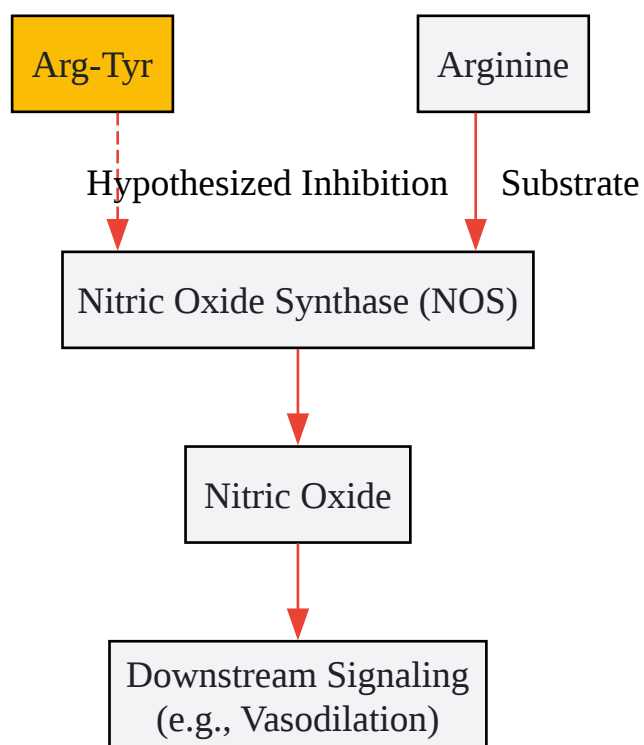 Arg-Tyr
Arginine
Hypothesized Inhibition
Substrate
Nitric Oxide Synthase (NOS)
Nitric Oxide
Downstream Signaling
(e.g., Vasodilation)